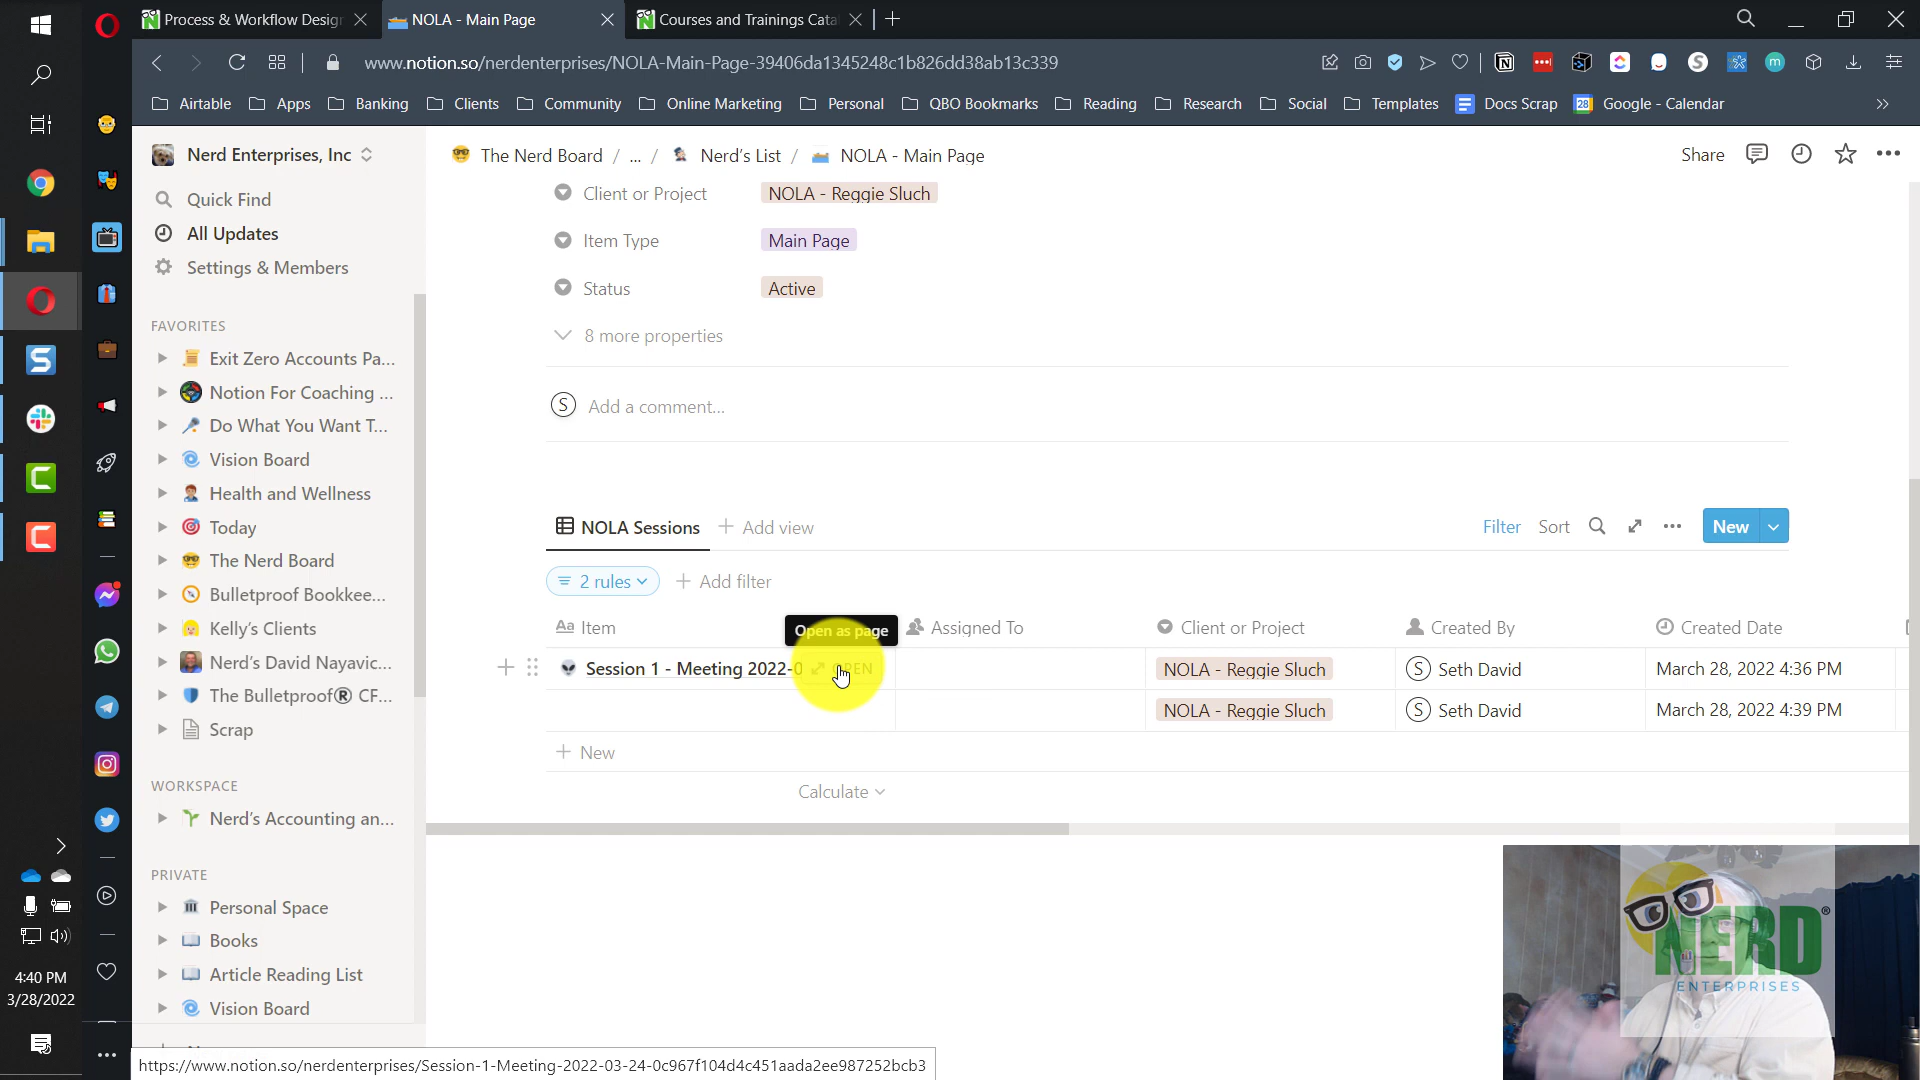 Process & Workflow Design
NOLA - Main Page
Courses and Trainings Cata
www.notion.so/nerdenterprises/NOLA-Main-Page-39406da1345248c1b826dd38ab13c339
Airtable
Apps
Banking
Clients
Community
Online Marketing
Personal
QBO Bookmarks
Reading
Research
Social
Templates
Docs Scrap
28
Google - Calendar
Nerd Enterprises, Inc
Quick Find
All Updates
Settings & Members
FAVORITES
Exit Zero Accounts Pa...
Notion For Coaching ...
Do What You Want T...
Vision Board
Health and Wellness
Today
The Nerd Board
Bulletproof Bookkee...
Kelly's Clients
Nerd's David Nayavic...
The Bulletproof® CF...
Scrap
WORKSPACE
Nerd's Accounting an...
PRIVATE
Personal Space
Books
Article Reading List
Vision Board
The Nerd Board / ... / Nerd's List / NOLA - Main Page
Share
Client or Project NOLA - Reggie Sluch
Item Type Main Page
Status Active
8 more properties
S Add a comment...
NOLA Sessions
Add view
Filter Sort
New
2 rules
Add filter
Open as page
Aa Item Assigned To Client or Project Created By Created Date
Session 1 - Meeting 2022-0 OPEN NOLA - Reggie Sluch S Seth David March 28, 2022 4:36 PM
NOLA - Reggie Sluch S Seth David March 28, 2022 4:39 PM
New
Calculate
4:40 PM
3/28/2022
NERD®
ENTERPRISES
https://www.notion.so/nerdenterprises/Session-1-Meeting-2022-03-24-0c967f104d4c451aada2ee987252bcb3